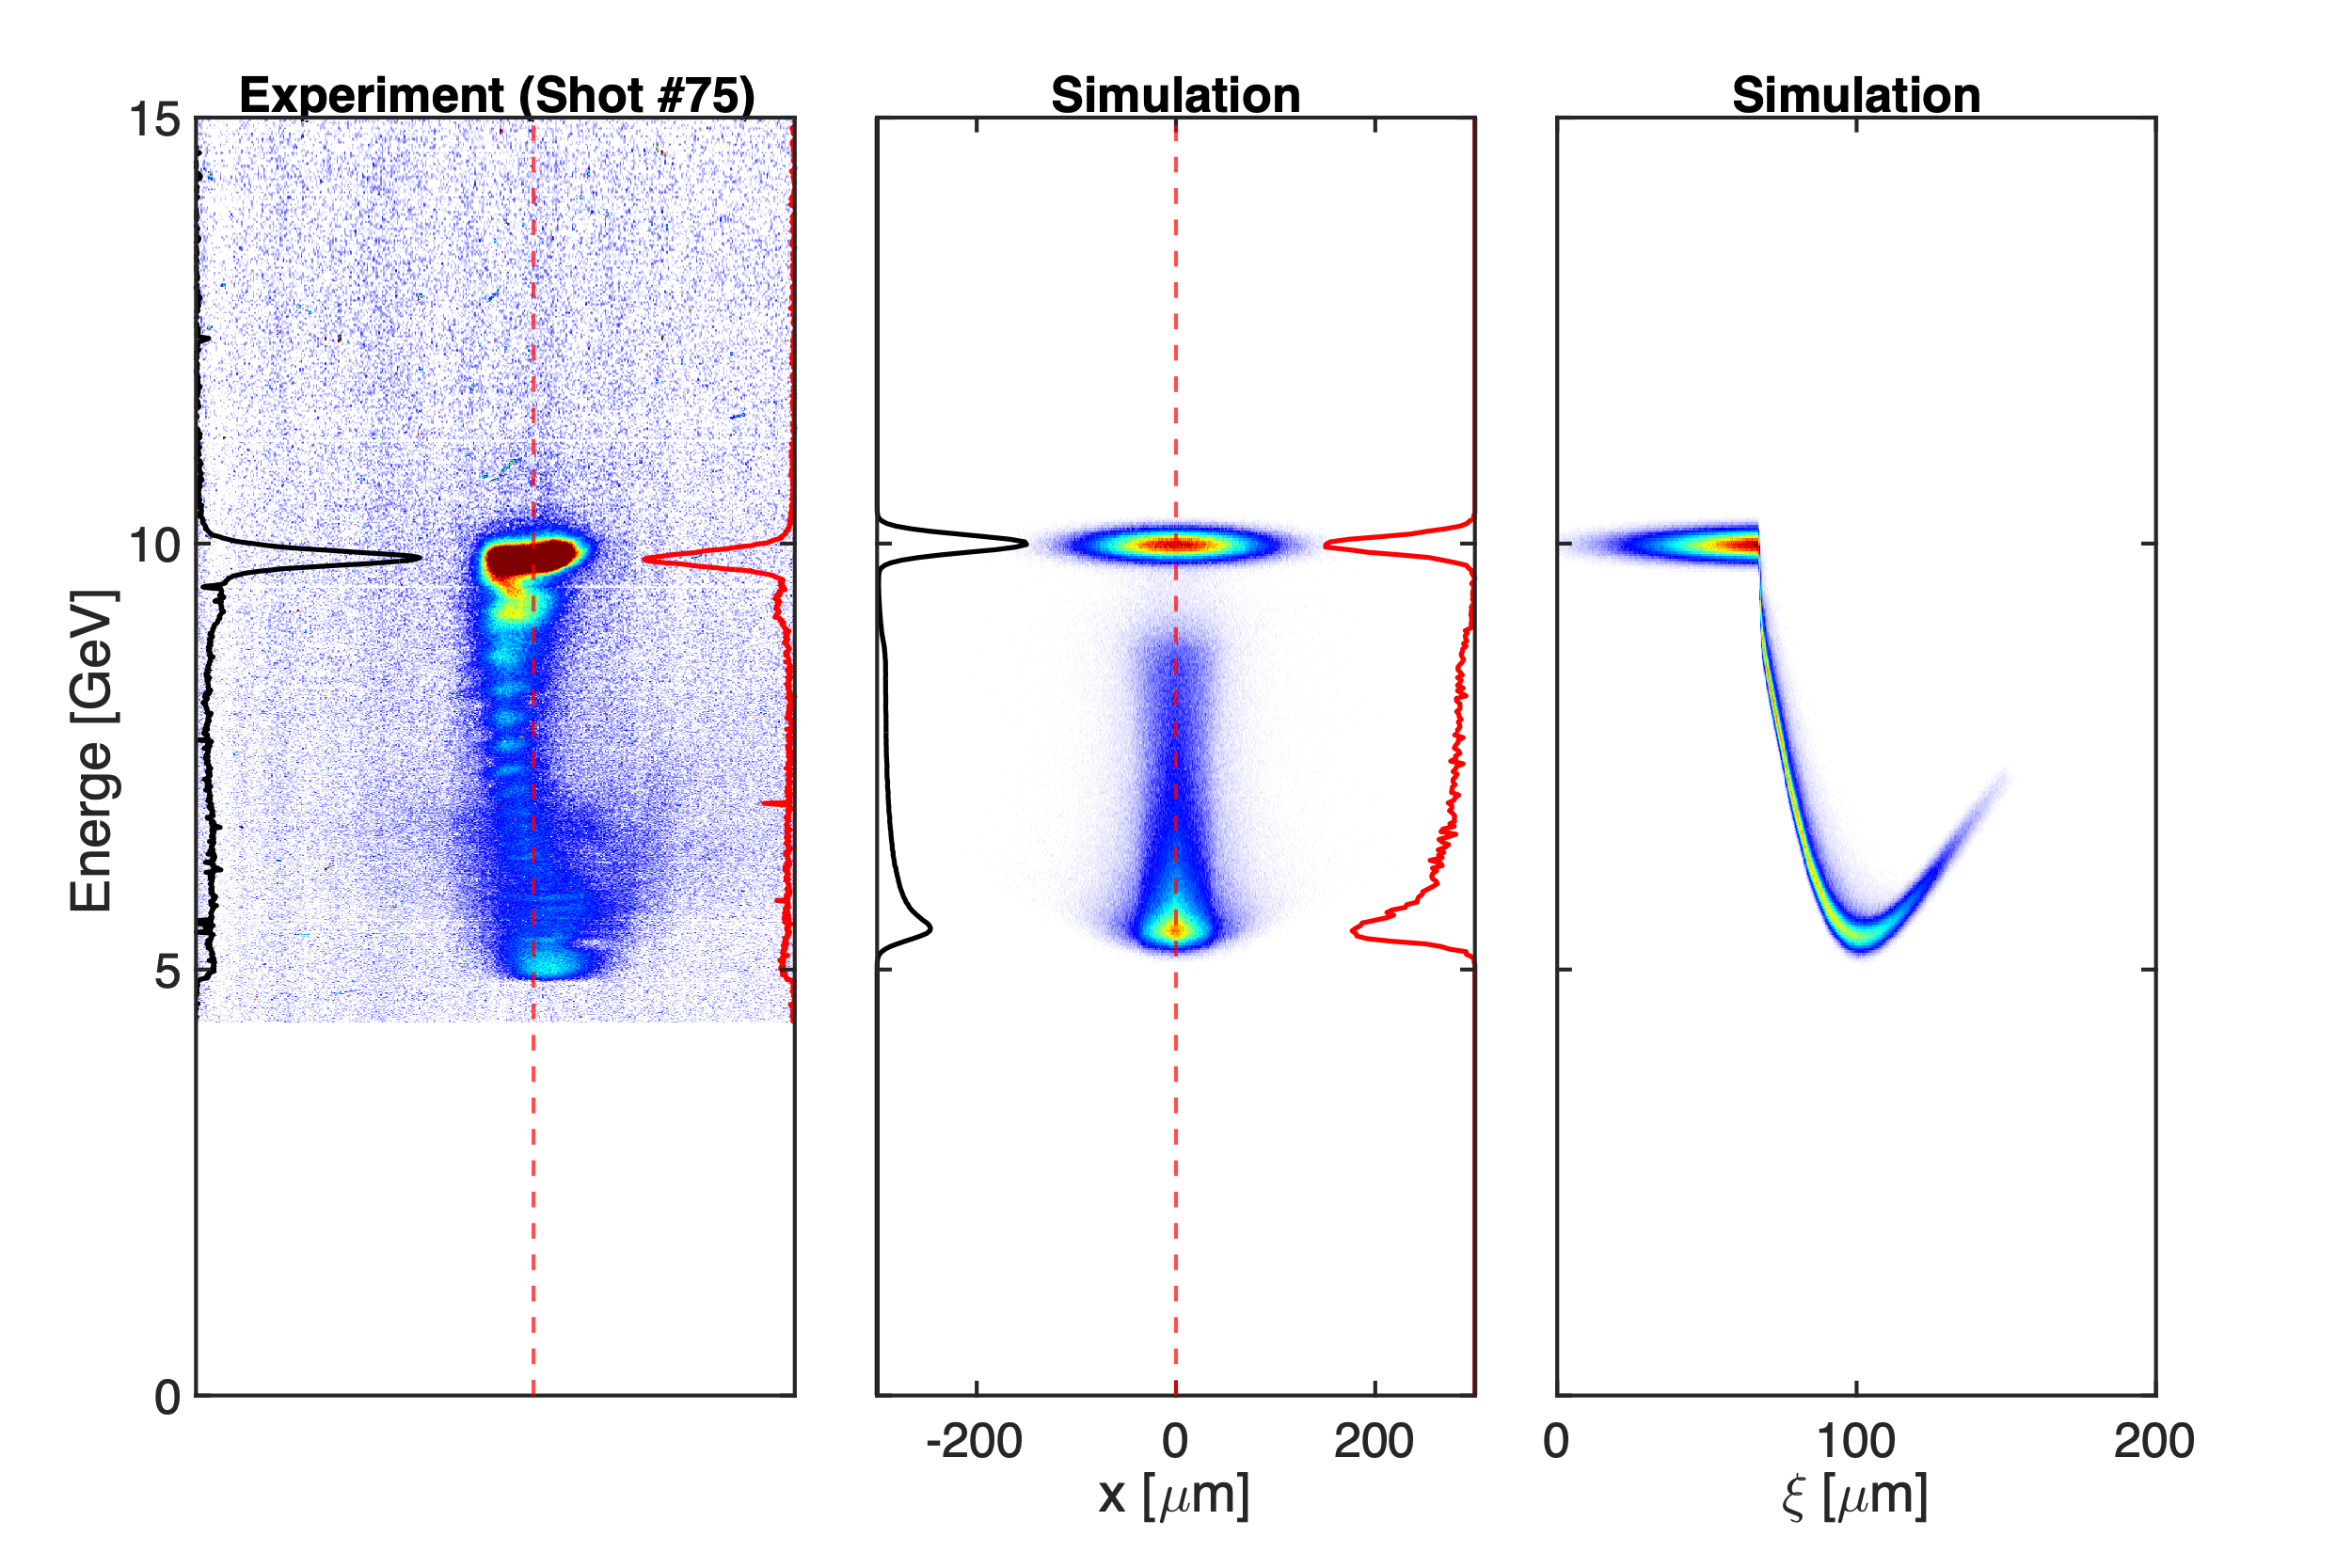 Experiment (Shot #75)
Simulation
Simulation
15
10
5
0
Energe [GeV]
-200
0
200
x [μm]
0
100
200
ξ [μm]